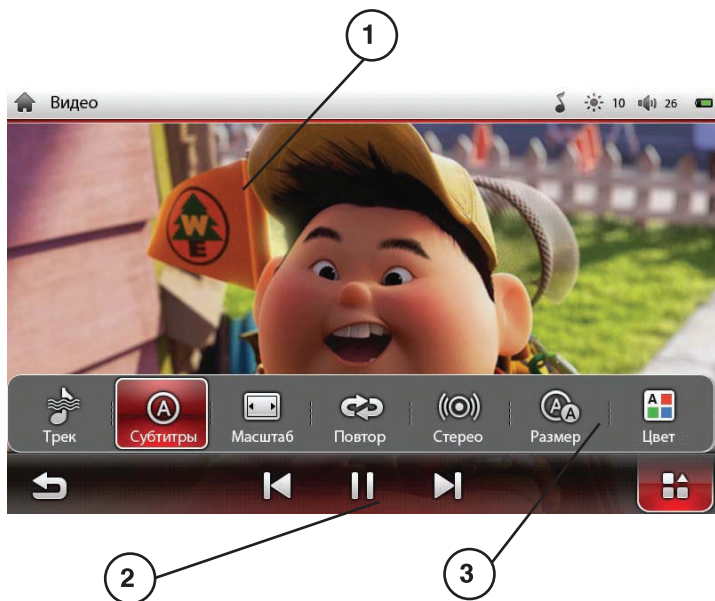 1
Видео
10
26
W
E
A
A
A
A
Трек
Субтитры
Масштаб
Повтор
Стерео
Размер
Цвет
2
3